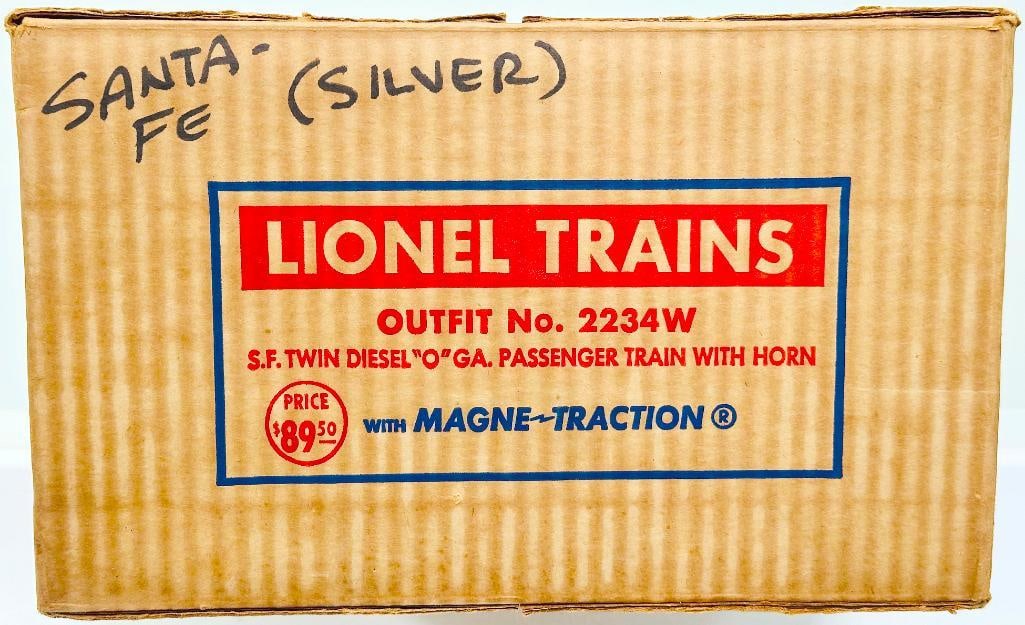 SANTA- (SILVER)
FE
LIONEL TRAINS
OUTFIT No. 2234W
S.F. TWIN DIESEL "O" GA. PASSENGER TRAIN WITH HORN
PRICE
$89.50
WITH MAGNE-TRACTION ®